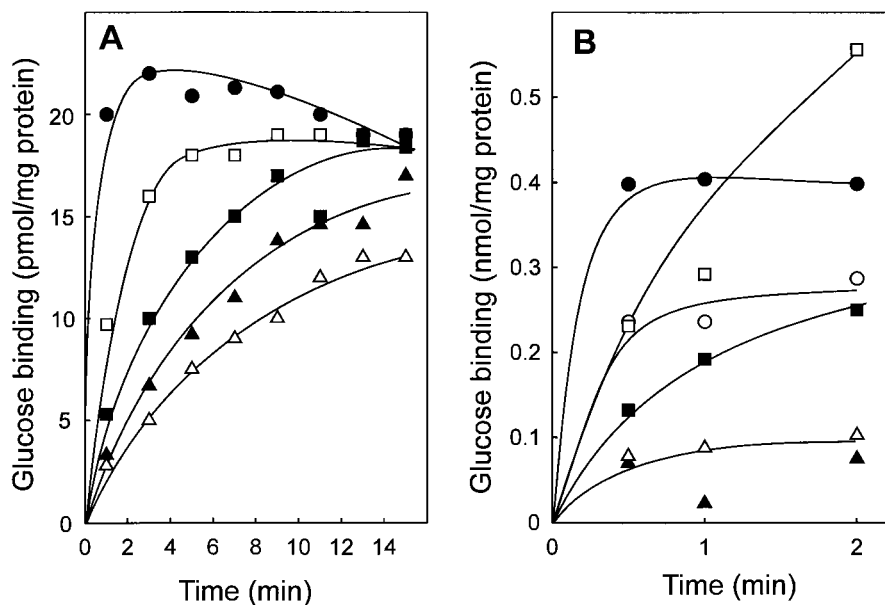 A
Glucose binding (pmol/mg protein)
20
15
10
5
0
0 2 4 6 8 10 12 14
Time (min)
B
Glucose binding (nmol/mg protein)
0.5
0.4
0.3
0.2
0.1
0
0 1 2
Time (min)